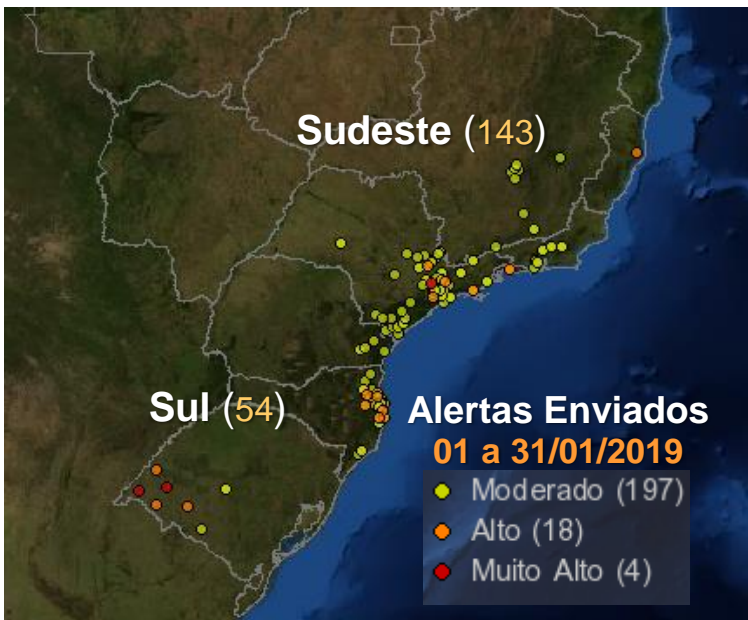 Sudeste (143)
Sul (54)
Alertas Enviados
01 a 31/01/2019
Moderado (197)
Alto (18)
Muito Alto (4)